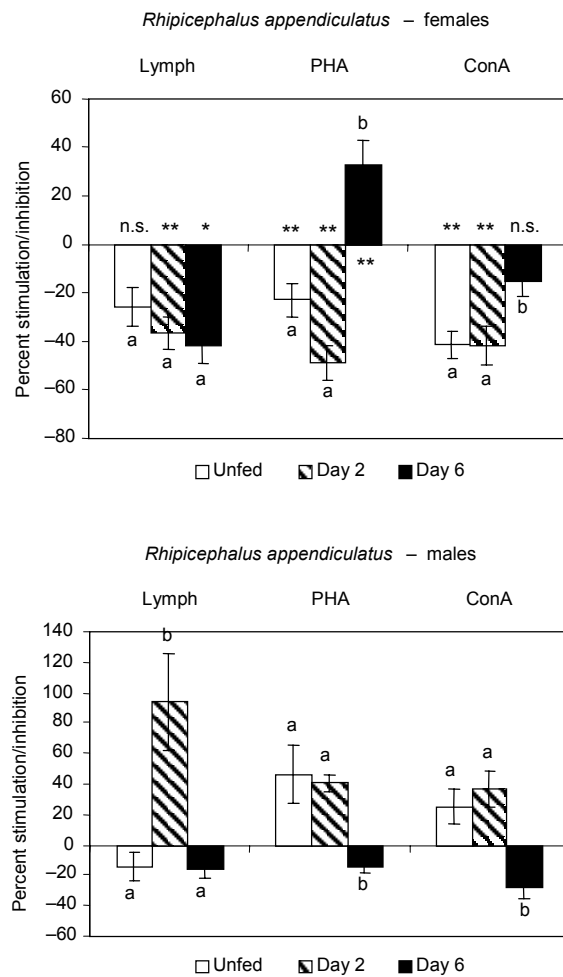 Rhipicephalus appendiculatus – females
Lymph PHA ConA
Percent stimulation/inhibition
60
40
20
0
–20
–40
–60
–80
b
n.s. ** * ** ** ** ** n.s.
**
a a a a a a a b
Unfed Day 2 Day 6
Rhipicephalus appendiculatus – males
Lymph PHA ConA
Percent stimulation/inhibition
140
120
100
80
60
40
20
0
–20
–40
–60
b
a a a a
a a b b
Unfed Day 2 Day 6